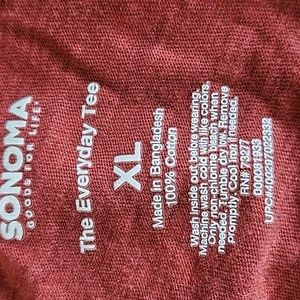 SONOMA
GOODS FOR LIFE
The Everyday Tee
XL
Made in Bangladesh
100% Cotton
Wash inside out before wearing.
Machine wash cold with like colors.
Only non-chlorine bleach when
needed. Tumble dry low. Remove
promptly. Cool iron if needed.
RN# 73277